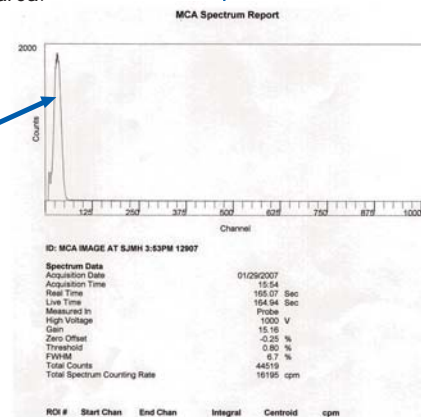 MCA Spectrum Report
2000
Counts
125 250 375 500 625 750 875 1000
Channel
ID: MCA IMAGE AT SJMH 3:53PM 12907
Spectrum Data
Acquisition Date 01/29/2007
Acquisition Time 15:54
Real Time 165.07 Sec
Live Time 164.94 Sec
Measured In Probe
High Voltage 1000 V
Gain 15.16
Zero Offset -0.25 %
Threshold 0.80 %
FWHM 6.7 %
Total Counts 44519
Total Spectrum Counting Rate 16195 cpm
ROI # Start Chan End Chan Integral Centroid cpm